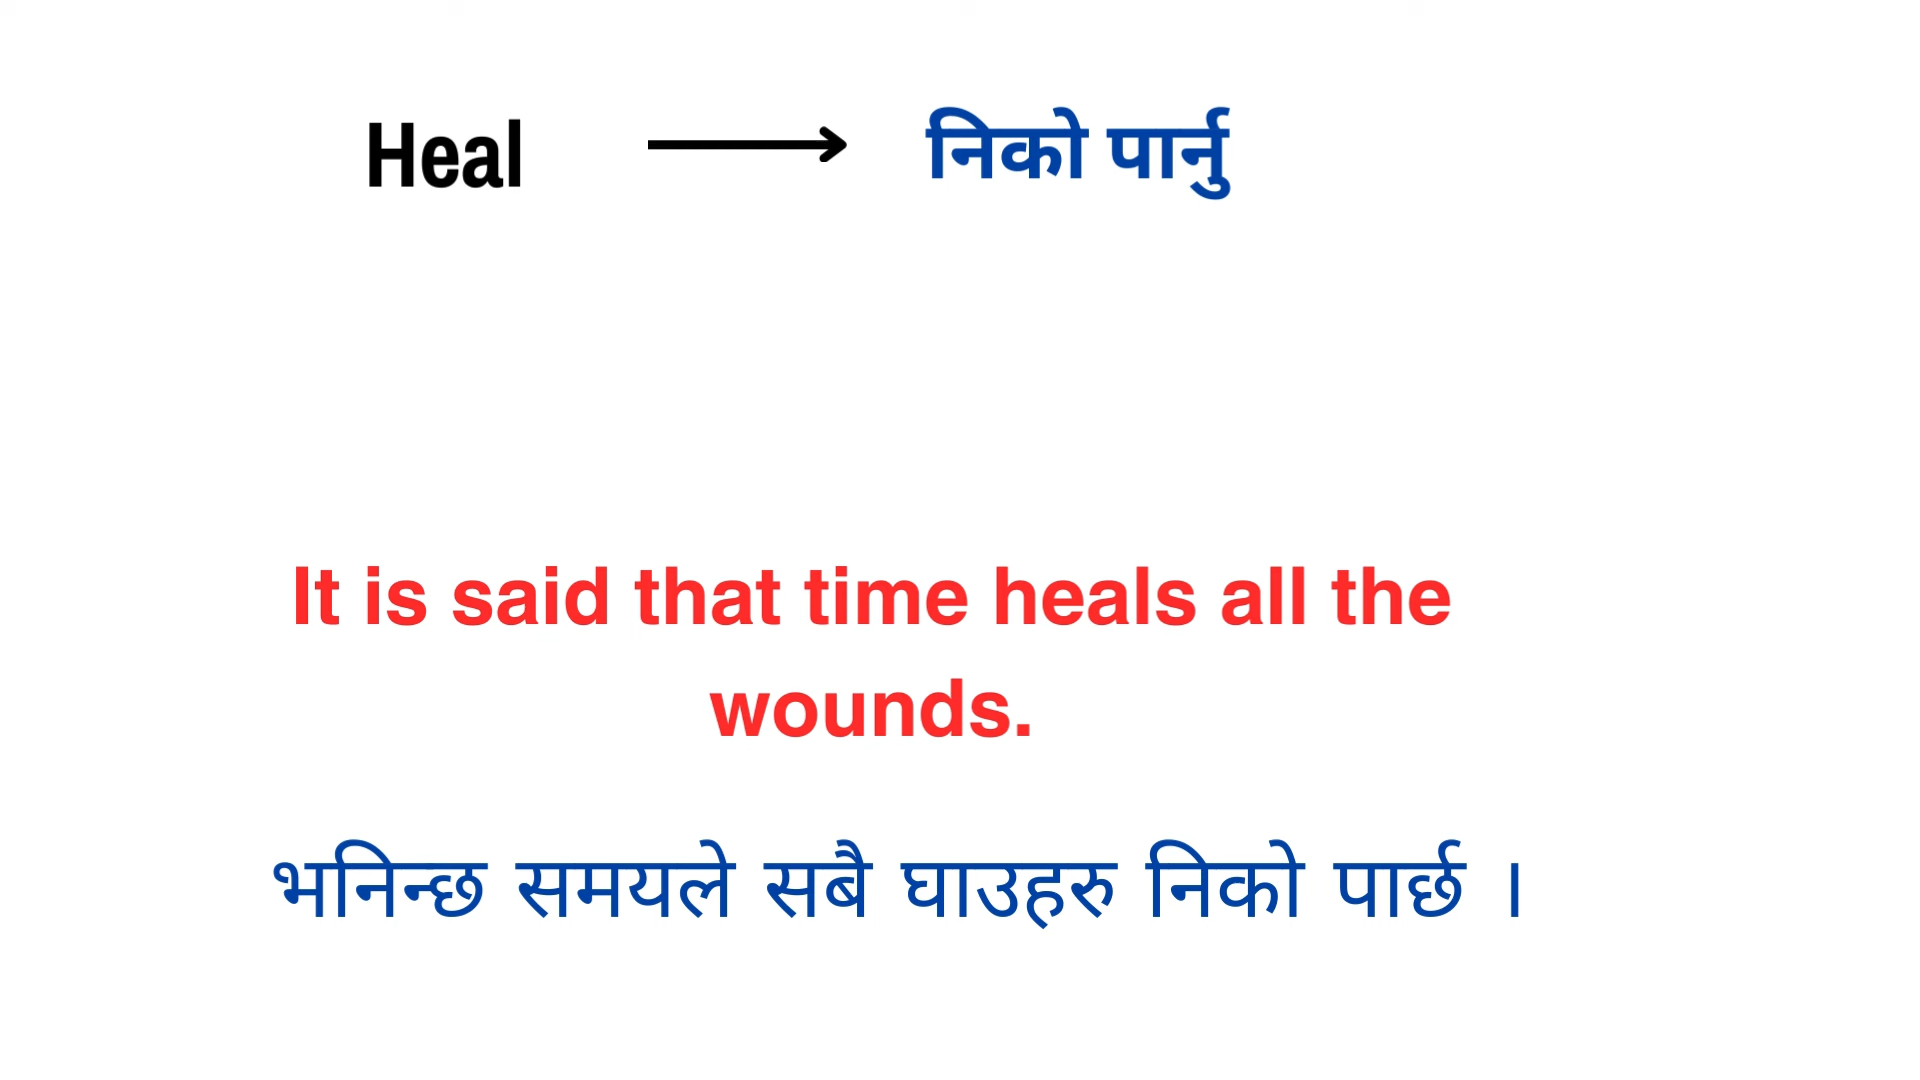 Heal → निको पार्नु
It is said that time heals all the
wounds.
भनिन्छ समयले सबै घाउहरु निको पार्छ ।